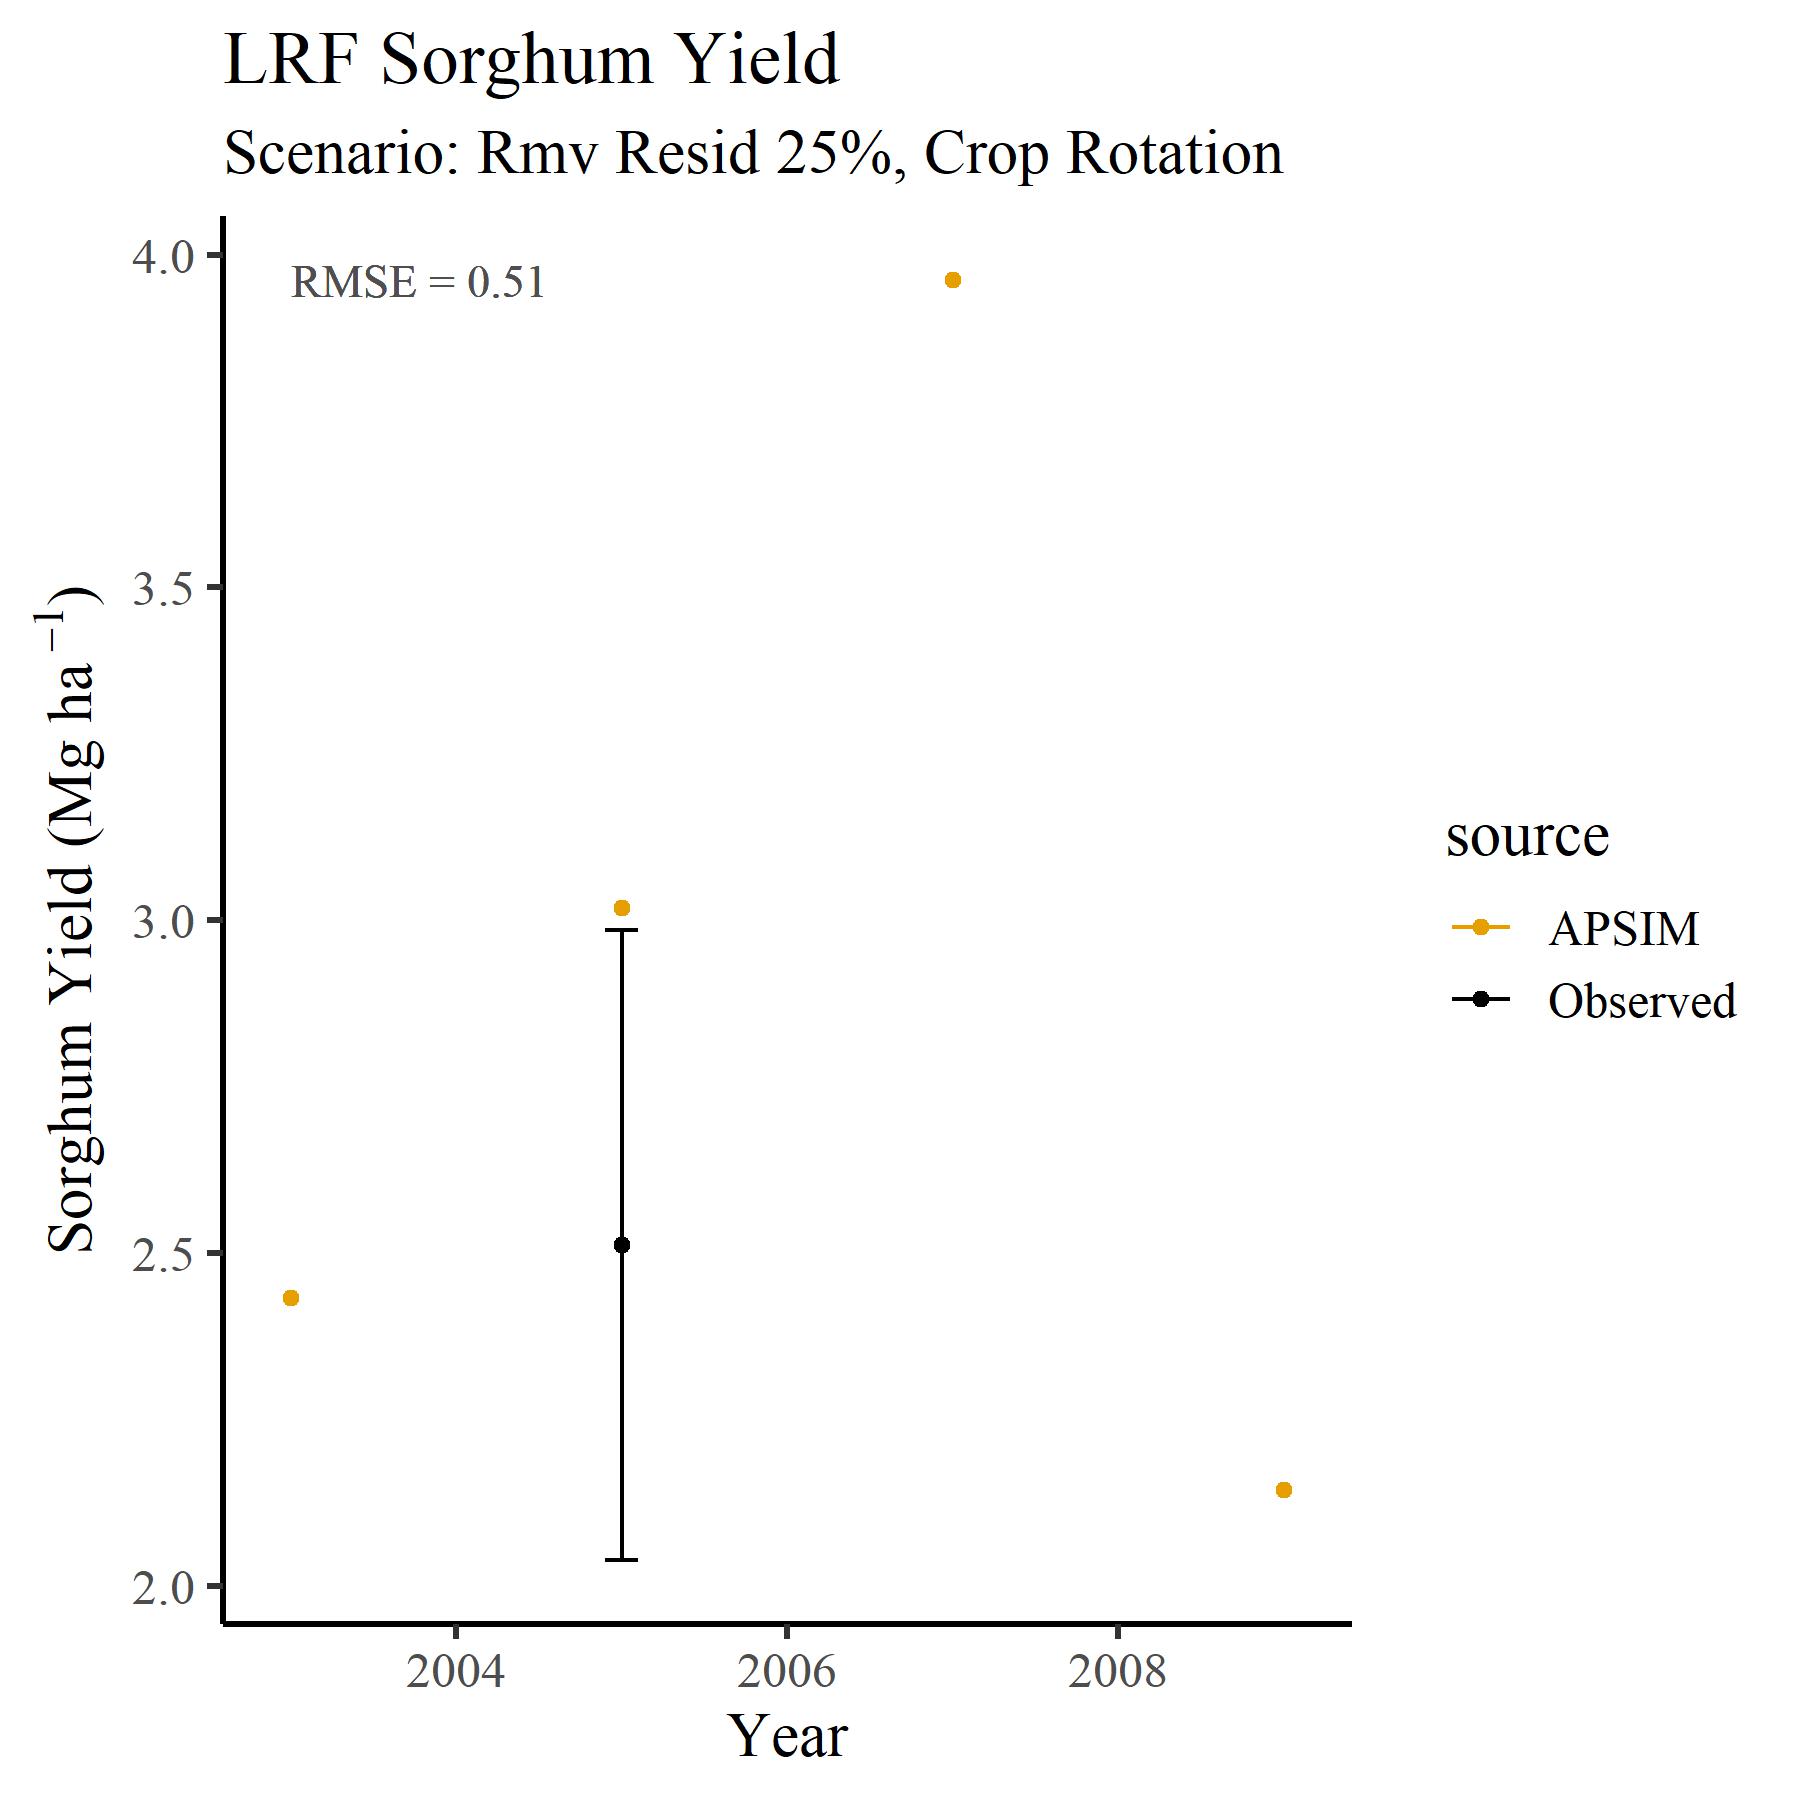 LRF Sorghum Yield
Scenario: Rmv Resid 25%, Crop Rotation
RMSE = 0.51
4.0
3.5
3.0
2.5
2.0
Sorghum Yield (Mg ha⁻¹)
2004
2006
2008
Year
source
APSIM
Observed